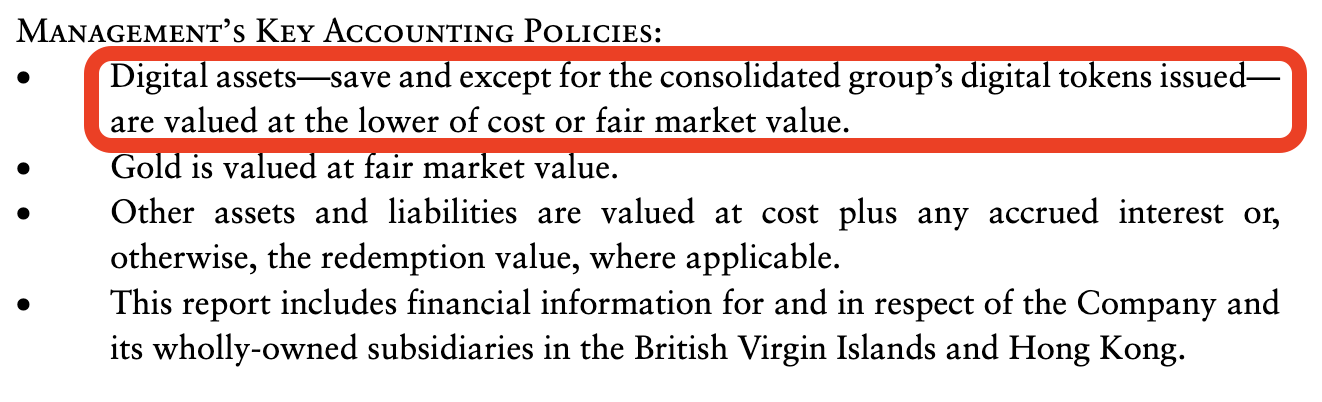 MANAGEMENT'S KEY ACCOUNTING POLICIES:
• Digital assets—save and except for the consolidated group's digital tokens issued—
are valued at the lower of cost or fair market value.
• Gold is valued at fair market value.
• Other assets and liabilities are valued at cost plus any accrued interest or,
otherwise, the redemption value, where applicable.
• This report includes financial information for and in respect of the Company and
its wholly-owned subsidiaries in the British Virgin Islands and Hong Kong.